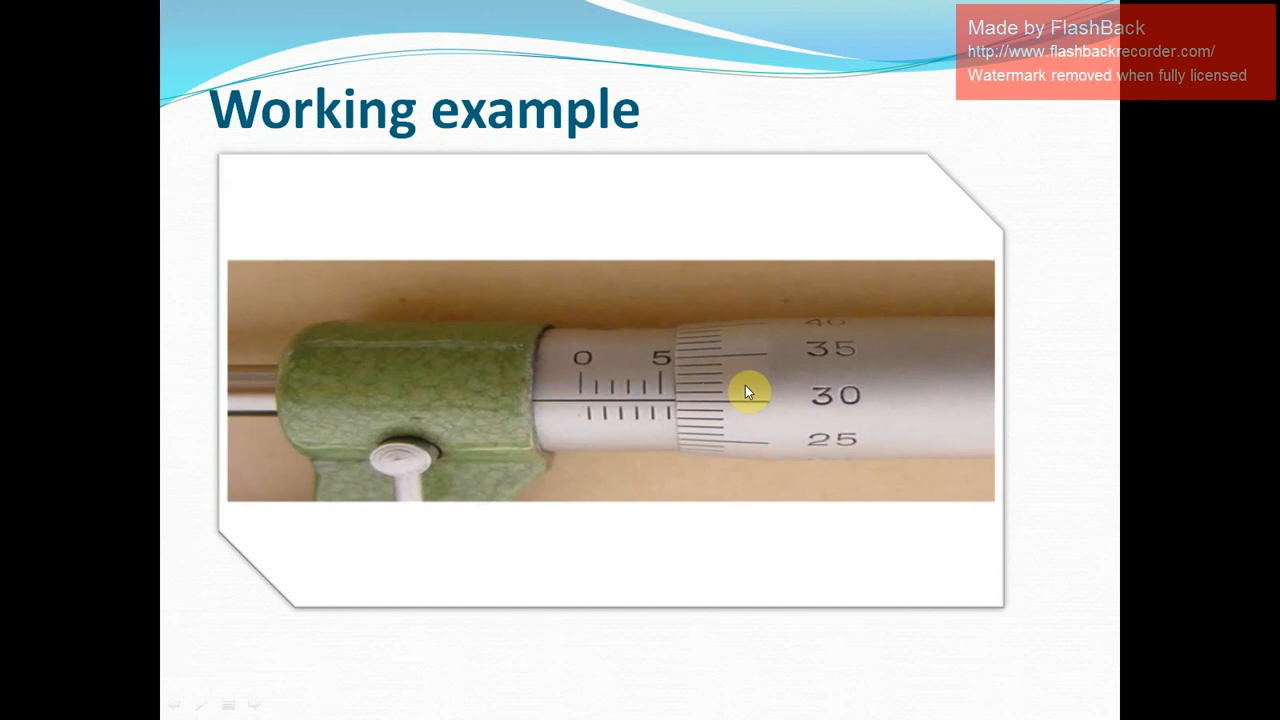 Made by FlashBack
http://www.flashbackrecorder.com/
Watermark removed when fully licensed
Working example
0 5
40
35
30
25